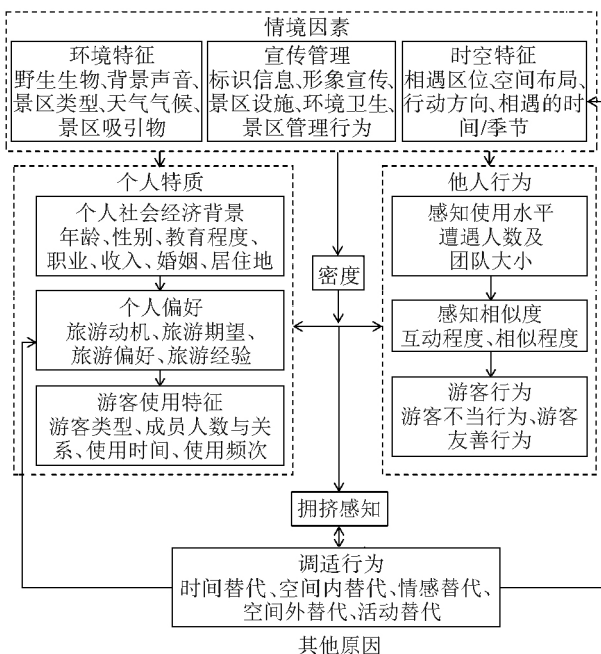 情境因素
环境特征
野生生物、背景声音、
景区类型、天气气候、
景区吸引物
宣传管理
标识信息、形象宣传、
景区设施、环境卫生、
景区管理行为
时空特征
相遇区位、空间布局、
行动方向、相遇的时
间/季节
个人特质
个人社会经济背景
年龄、性别、教育程度、
职业、收入、婚姻、居住地
个人偏好
旅游动机、旅游期望、
旅游偏好、旅游经验
游客使用特征
游客类型、成员人数与关
系、使用时间、使用频次
密度
他人行为
感知使用水平
遭遇人数及
团队大小
感知相似度
互动程度、相似程度
游客行为
游客不当行为、游客
友善行为
拥挤感知
调适行为
时间替代、空间内替代、情感替代、
空间外替代、活动替代
其他原因